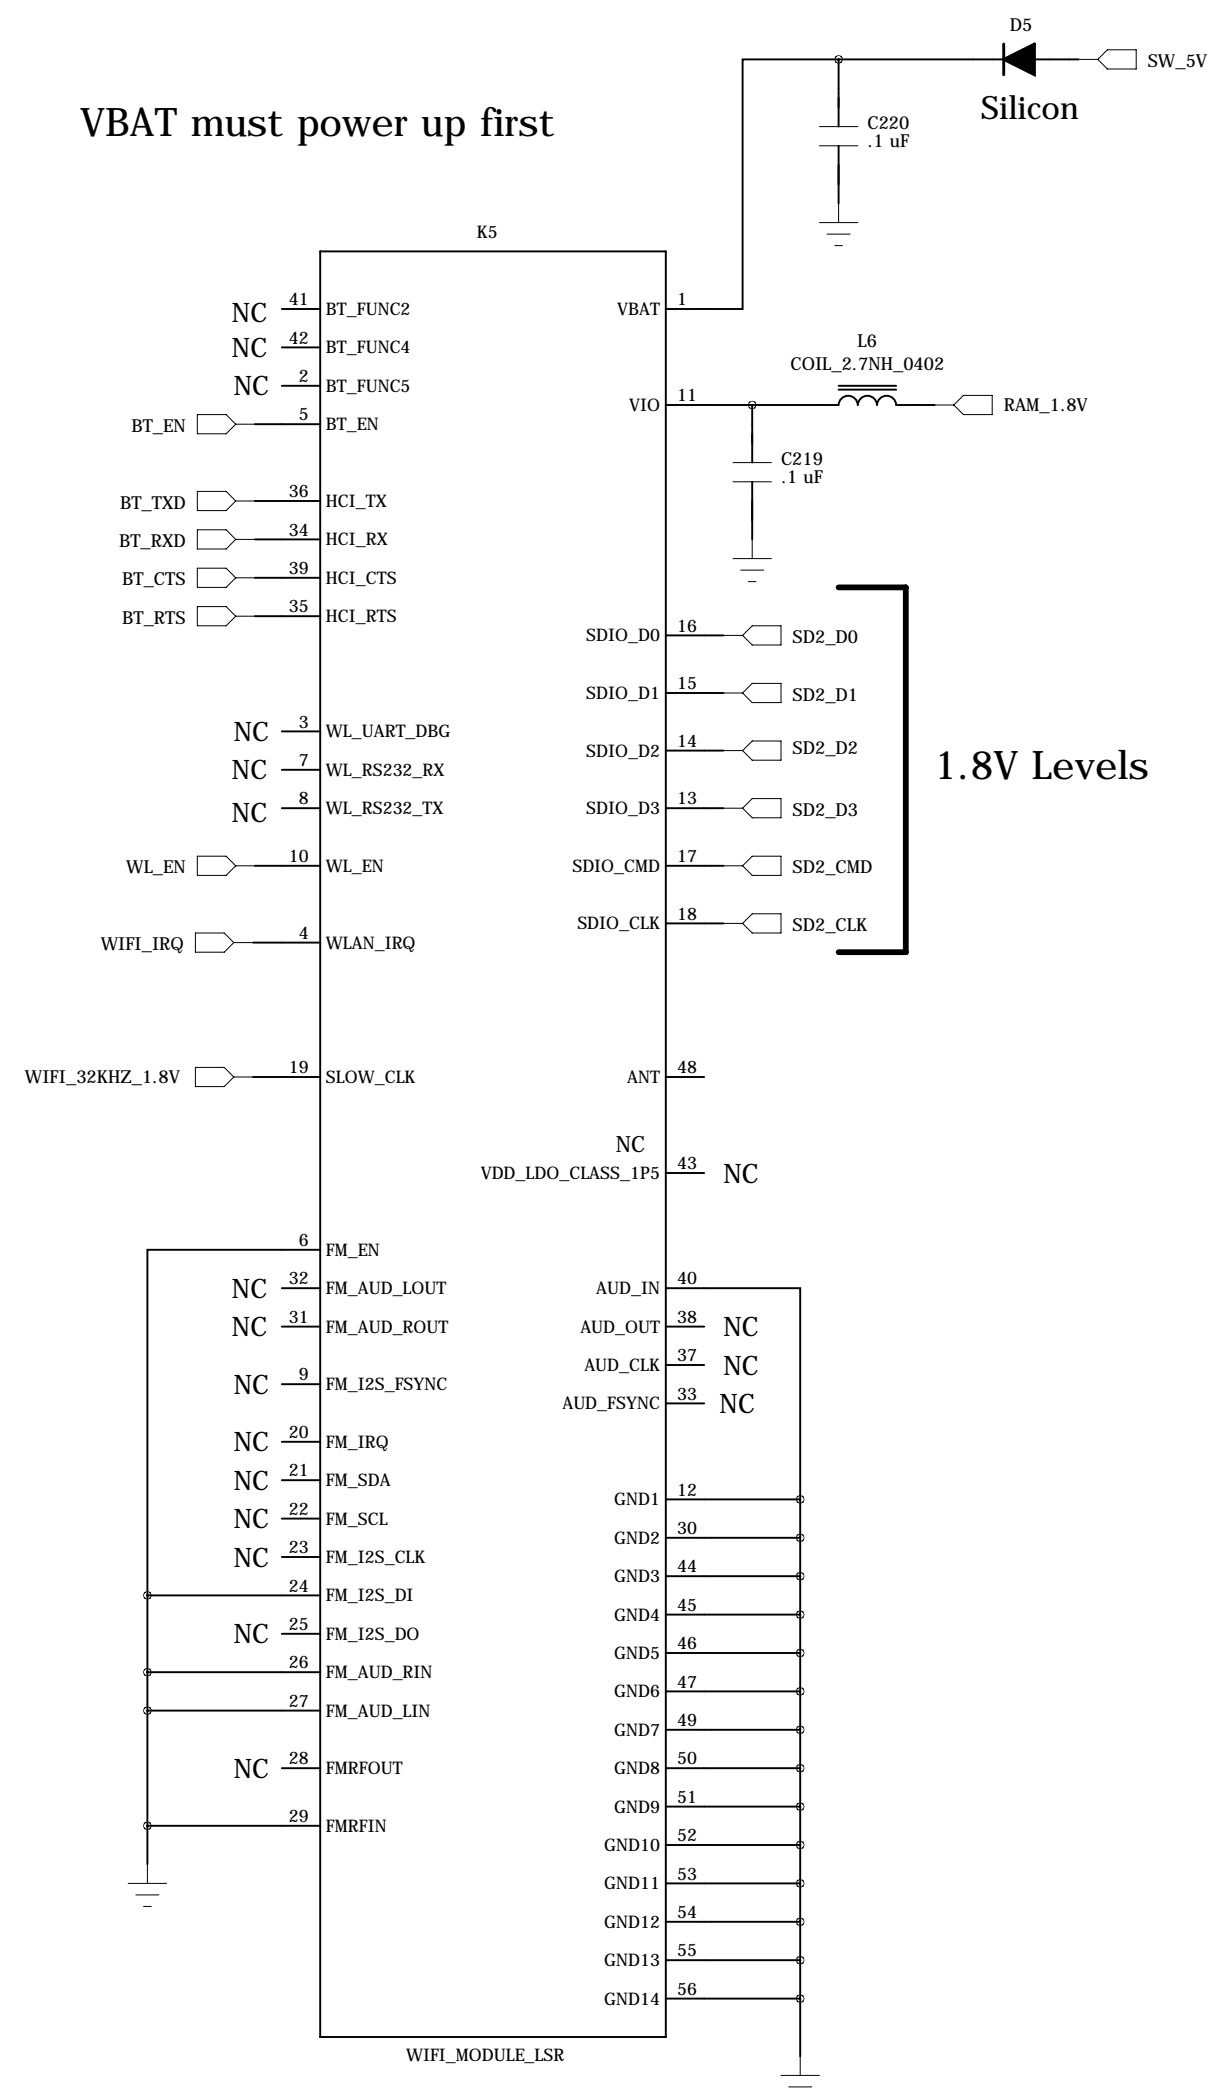 D5
SW_5V
Silicon
VBAT must power up first
C220
.1 uF
K5
41 BT_FUNC2 NC
42 BT_FUNC4 NC
2 BT_FUNC5 NC
BT_EN 5 BT_EN
BT_TXD 36 HCI_TX
BT_RXD 34 HCI_RX
BT_CTS 39 HCI_CTS
BT_RTS 35 HCI_RTS
NC 3 WL_UART_DBG
NC 7 WL_RS232_RX
NC 8 WL_RS232_TX
WL_EN 10 WL_EN
WIFI_IRQ 4 WLAN_IRQ
WIFI_32KHZ_1.8V 19 SLOW_CLK
6 FM_EN
NC 32 FM_AUD_LOUT
NC 31 FM_AUD_ROUT
NC 9 FM_I2S_FSYNC
NC 20 FM_IRQ
NC 21 FM_SDA
NC 22 FM_SCL
NC 23 FM_I2S_CLK
24 FM_I2S_DI
NC 25 FM_I2S_DO
26 FM_AUD_RIN
27 FM_AUD_LIN
NC 28 FMRFOUT
29 FMRFIN
VBAT 1
L6
COIL_2.7NH_0402
VIO 11 RAM_1.8V
C219
.1 uF
SDIO_D0 16 SD2_D0
SDIO_D1 15 SD2_D1
SDIO_D2 14 SD2_D2
SDIO_D3 13 SD2_D3
SDIO_CMD 17 SD2_CMD
SDIO_CLK 18 SD2_CLK
1.8V Levels
ANT 48
NC
VDD_LDO_CLASS_1P5 43 NC
AUD_IN 40
AUD_OUT 38 NC
AUD_CLK 37 NC
AUD_FSYNC 33 NC
GND1 12
GND2 30
GND3 44
GND4 45
GND5 46
GND6 47
GND7 49
GND8 50
GND9 51
GND10 52
GND11 53
GND12 54
GND13 55
GND14 56
WIFI_MODULE_LSR